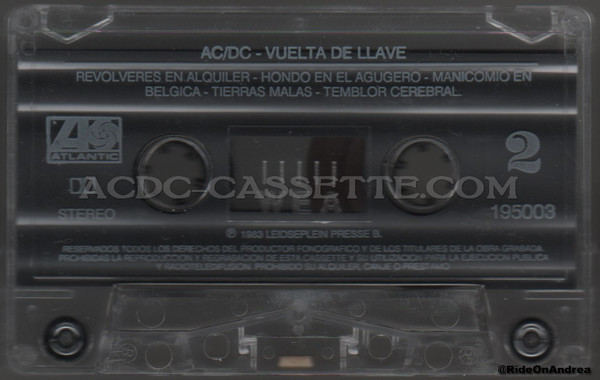 AC/DC - VUELTA DE LLAVE
REVOLVERES EN ALQUILER - HONDO EN EL AGUGERO - MANICOMIO EN
BELGICA - TIERRAS MALAS - TEMBLOR CEREBRAL
ATLANTIC
2
ACDC-CASSETTE.COM
STEREO
195003
℗ 1983 LEIDSEPLEIN PRESSE B.
RESERVADOS TODOS LOS DERECHOS DEL PRODUCTOR FONOGRAFICO Y DE LOS TITULARES DE LA OBRA GRABADA.
PROHIBIDAS LA REPRODUCCION Y REGRABACION DE ESTA CASSETTE Y SU UTILIZACION PARA LA EJECUCION PUBLICA
Y RADIOTELEDIFUSION. PROHIBIDO SU ALQUILER, CANJE O PRESTAMO
@RideOnAndrea